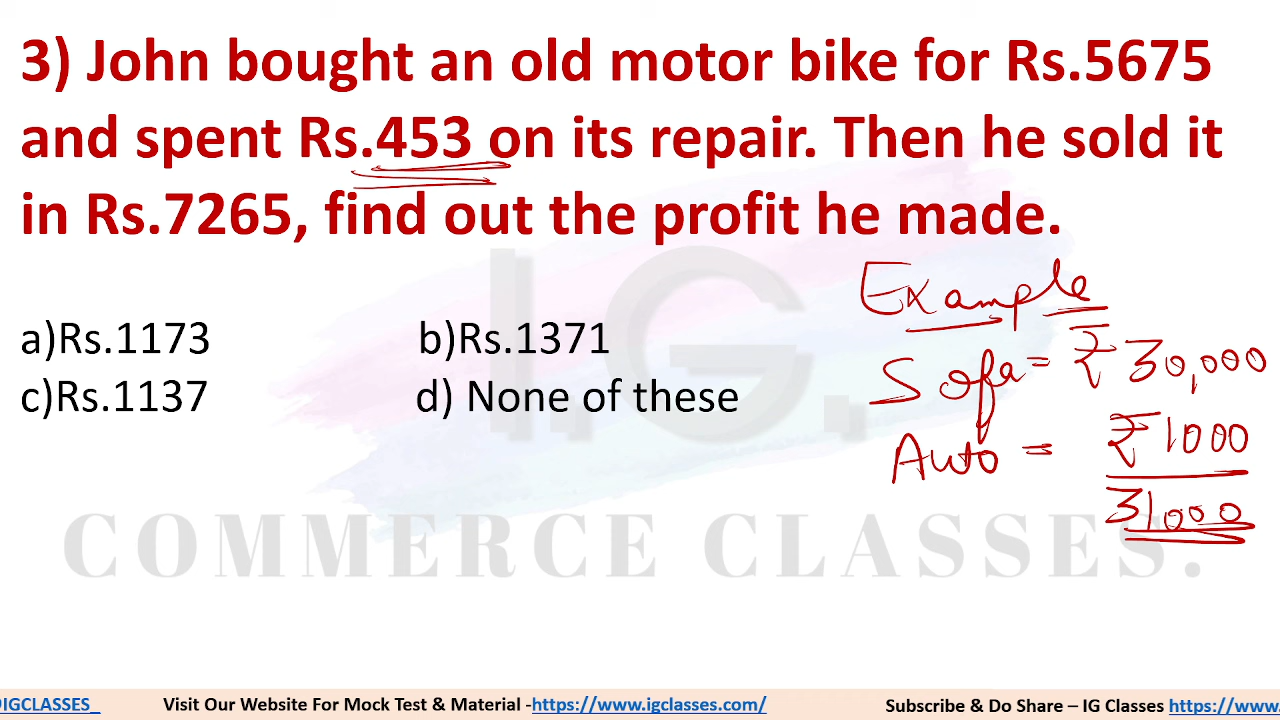 3) John bought an old motor bike for Rs.5675
and spent Rs.453 on its repair. Then he sold it
in Rs.7265, find out the profit he made.
I.G.
Example
a)Rs.1173 b)Rs.1371
Sofa = ₹ 30,000
c)Rs.1137 d) None of these
Auto = ₹ 1000
31000
COMMERCE CLASSES.
IGCLASSES_ Visit Our Website For Mock Test & Material -https://www.igclasses.com/ Subscribe & Do Share – IG Classes https://www.